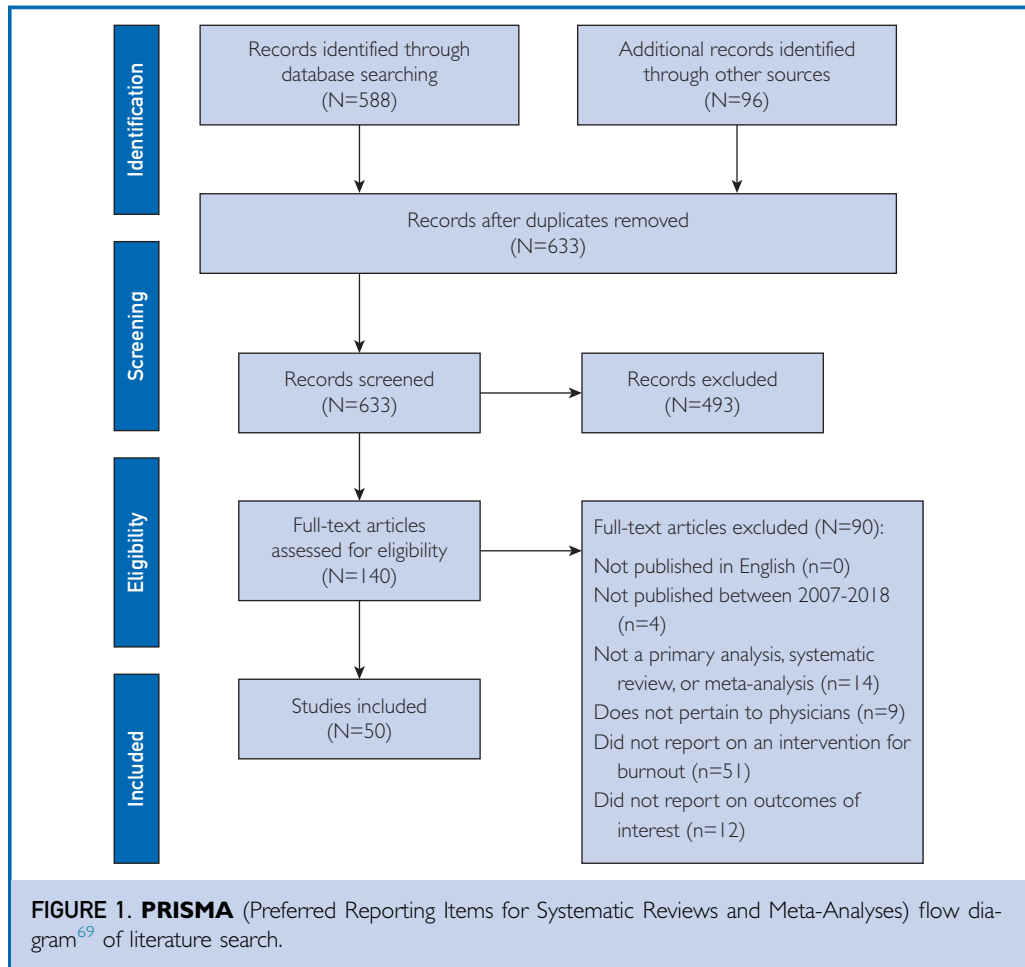 Identification
Records identified through
database searching
(N=588)
Additional records identified
through other sources
(N=96)
Records after duplicates removed
(N=633)
Screening
Records screened
(N=633)
Records excluded
(N=493)
Eligibility
Full-text articles
assessed for eligibility
(N=140)
Full-text articles excluded (N=90):
Not published in English (n=0)
Not published between 2007-2018
(n=4)
Not a primary analysis, systematic
review, or meta-analysis (n=14)
Does not pertain to physicians (n=9)
Did not report on an intervention for
burnout (n=51)
Did not report on outcomes of
interest (n=12)
Included
Studies included
(N=50)
FIGURE 1. PRISMA (Preferred Reporting Items for Systematic Reviews and Meta-Analyses) flow dia-
gram69 of literature search.